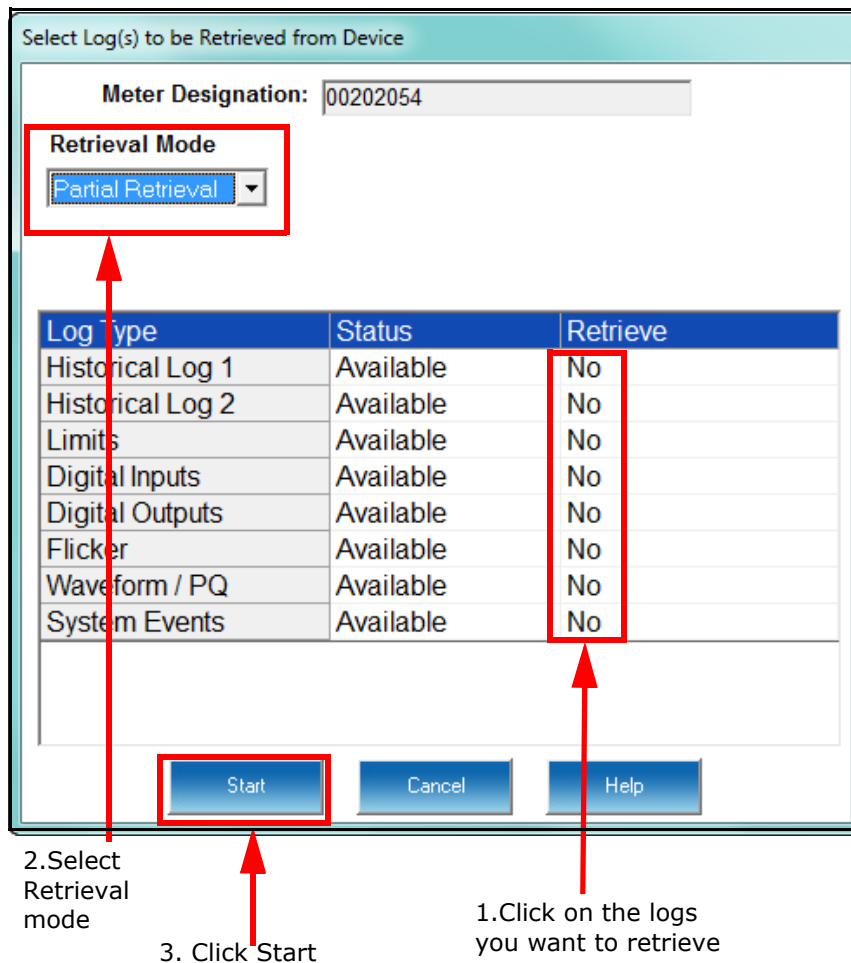 Select Log(s) to be Retrieved from Device
Meter Designation: 00202054
Retrieval Mode
Partial Retrieval
Log Type Status Retrieve
Historical Log 1 Available No
Historical Log 2 Available No
Limits Available No
Digital Inputs Available No
Digital Outputs Available No
Flicker Available No
Waveform / PQ Available No
System Events Available No
Start Cancel Help
2.Select
Retrieval
mode
3. Click Start
1.Click on the logs
you want to retrieve